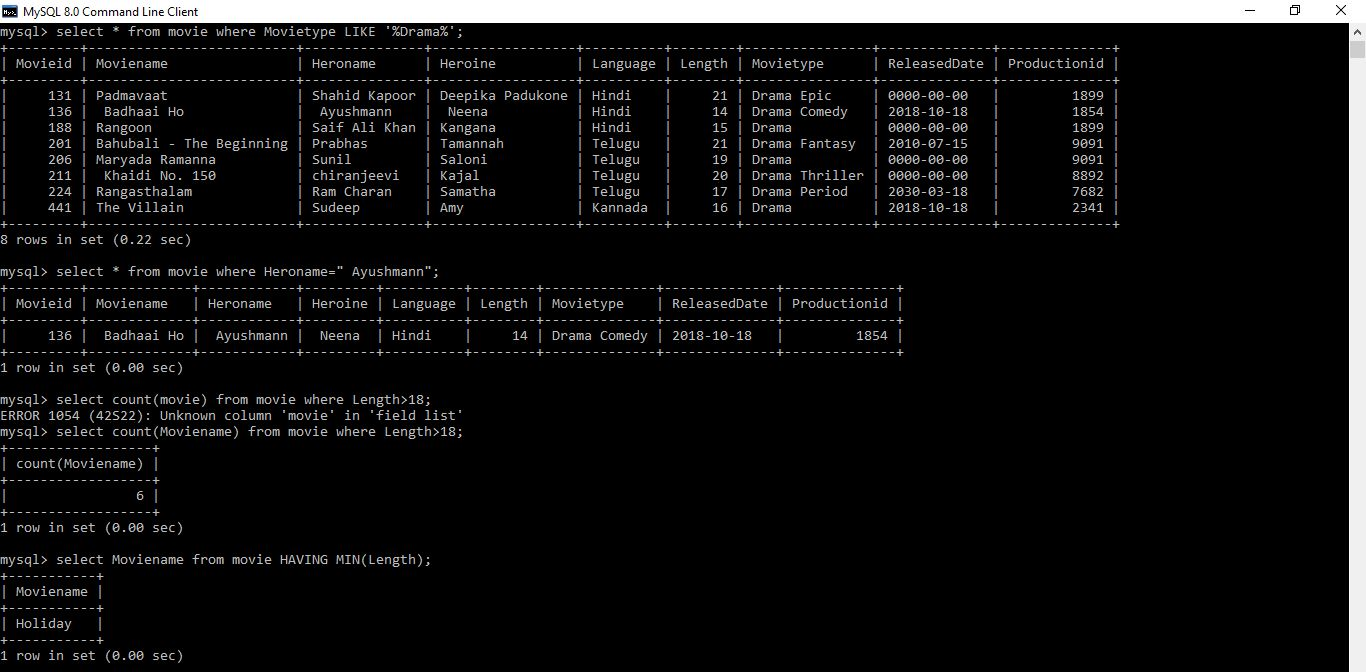 MySQL 8.0 Command Line Client
mysql> select * from movie where Movietype LIKE '%Drama%';
+---------+--------------------------+--------------+------------------+----------+--------+----------------+--------------+--------------+
| Movieid | Moviename                | Heroname      | Heroine           | Language | Length | Movietype      | ReleasedDate | Productionid |
+---------+--------------------------+--------------+------------------+----------+--------+----------------+--------------+--------------+
|     131 | Padmavaat                | Shahid Kapoor | Deepika Padukone | Hindi    |     21 | Drama Epic     | 0000-00-00   |         1899 |
|     136 |  Badhaai Ho              |  Ayushmann    |  Neena           | Hindi    |     14 | Drama Comedy   | 2018-10-18   |         1854 |
|     188 | Rangoon                  | Saif Ali Khan | Kangana          | Hindi    |     15 | Drama          | 0000-00-00   |         1899 |
|     201 | Bahubali - The Beginning | Prabhas       | Tamannah         | Telugu   |     21 | Drama Fantasy  | 2010-07-15   |         9091 |
|     206 | Maryada Ramanna          | Sunil         | Saloni           | Telugu   |     19 | Drama          | 0000-00-00   |         9091 |
|     211 |  Khaidi No. 150          | chiranjeevi   | Kajal            | Telugu   |     20 | Drama Thriller | 0000-00-00   |         8892 |
|     224 | Rangasthalam             | Ram Charan    | Samatha          | Telugu   |     17 | Drama Period   | 2030-03-18   |         7682 |
|     441 | The Villain              | Sudeep        | Amy              | Kannada  |     16 | Drama          | 2018-10-18   |         2341 |
+---------+--------------------------+--------------+------------------+----------+--------+----------------+--------------+--------------+
8 rows in set (0.22 sec)
mysql> select * from movie where Heroname=" Ayushmann";
+---------+-------------+------------+---------+----------+--------+--------------+--------------+--------------+
| Movieid | Moviename   | Heroname   | Heroine | Language | Length | Movietype    | ReleasedDate | Productionid |
+---------+-------------+------------+---------+----------+--------+--------------+--------------+--------------+
|     136 |  Badhaai Ho |  Ayushmann |  Neena  | Hindi    |     14 | Drama Comedy | 2018-10-18   |         1854 |
+---------+-------------+------------+---------+----------+--------+--------------+--------------+--------------+
1 row in set (0.00 sec)
mysql> select count(movie) from movie where Length>18;
ERROR 1054 (42S22): Unknown column 'movie' in 'field list'
mysql> select count(Moviename) from movie where Length>18;
+------------------+
| count(Moviename) |
+------------------+
|                6 |
+------------------+
1 row in set (0.00 sec)
mysql> select Moviename from movie HAVING MIN(Length);
+-----------+
| Moviename |
+-----------+
| Holiday   |
+-----------+
1 row in set (0.00 sec)